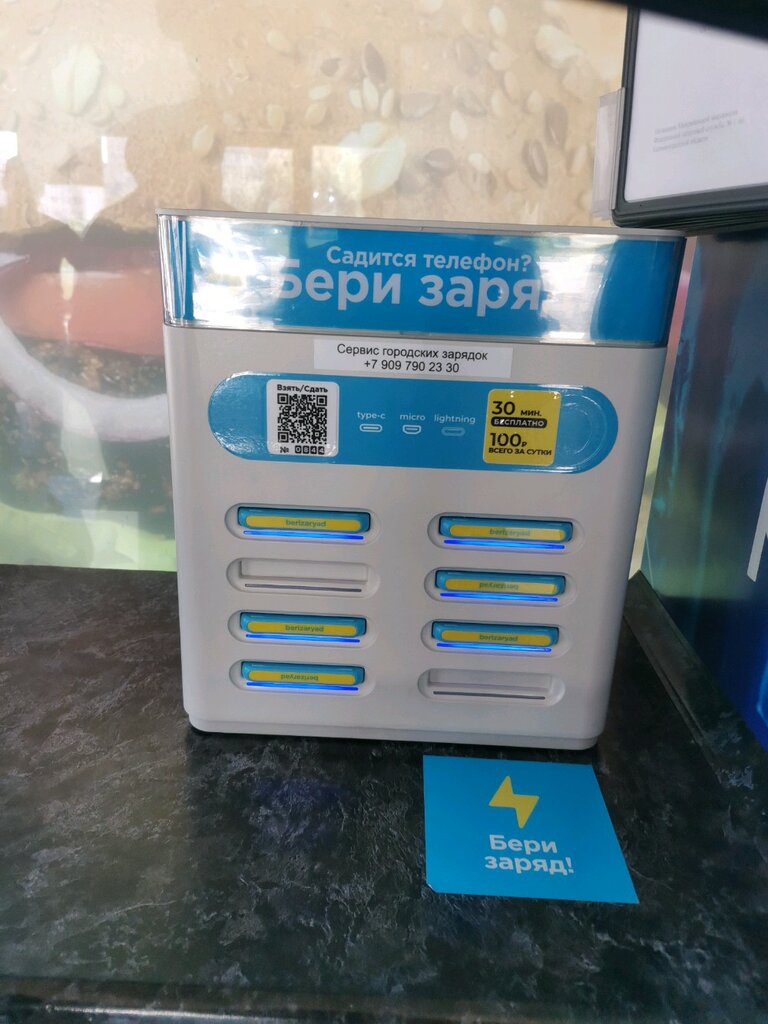 Садится телефон?
Бери заря
Сервис городских зарядок
+7 909 790 23 30
Взять/Сдать
№ 0844
type-c micro lightning
30 мин.
БЕСПЛАТНО
100₽
ВСЕГО ЗА СУТКИ
berizaryad
berizaryad
berizaryad
berizaryad
berizaryad
berizaryad
Бери
заряд!